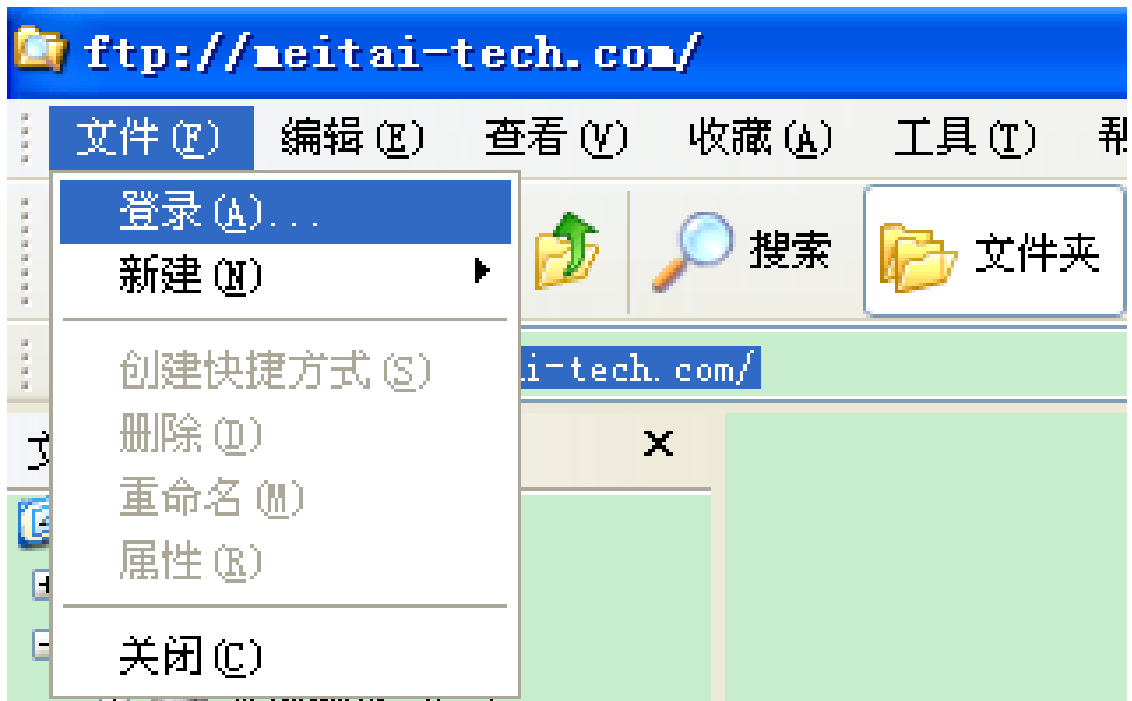 ftp://meitai-tech.com/
文件(F) 编辑(E) 查看(V) 收藏(A) 工具(T)
登录(A)...
搜索 文件夹
新建(N)
创建快捷方式(S)
i-tech.com/
删除(D)
重命名(M)
属性(R)
关闭(C)